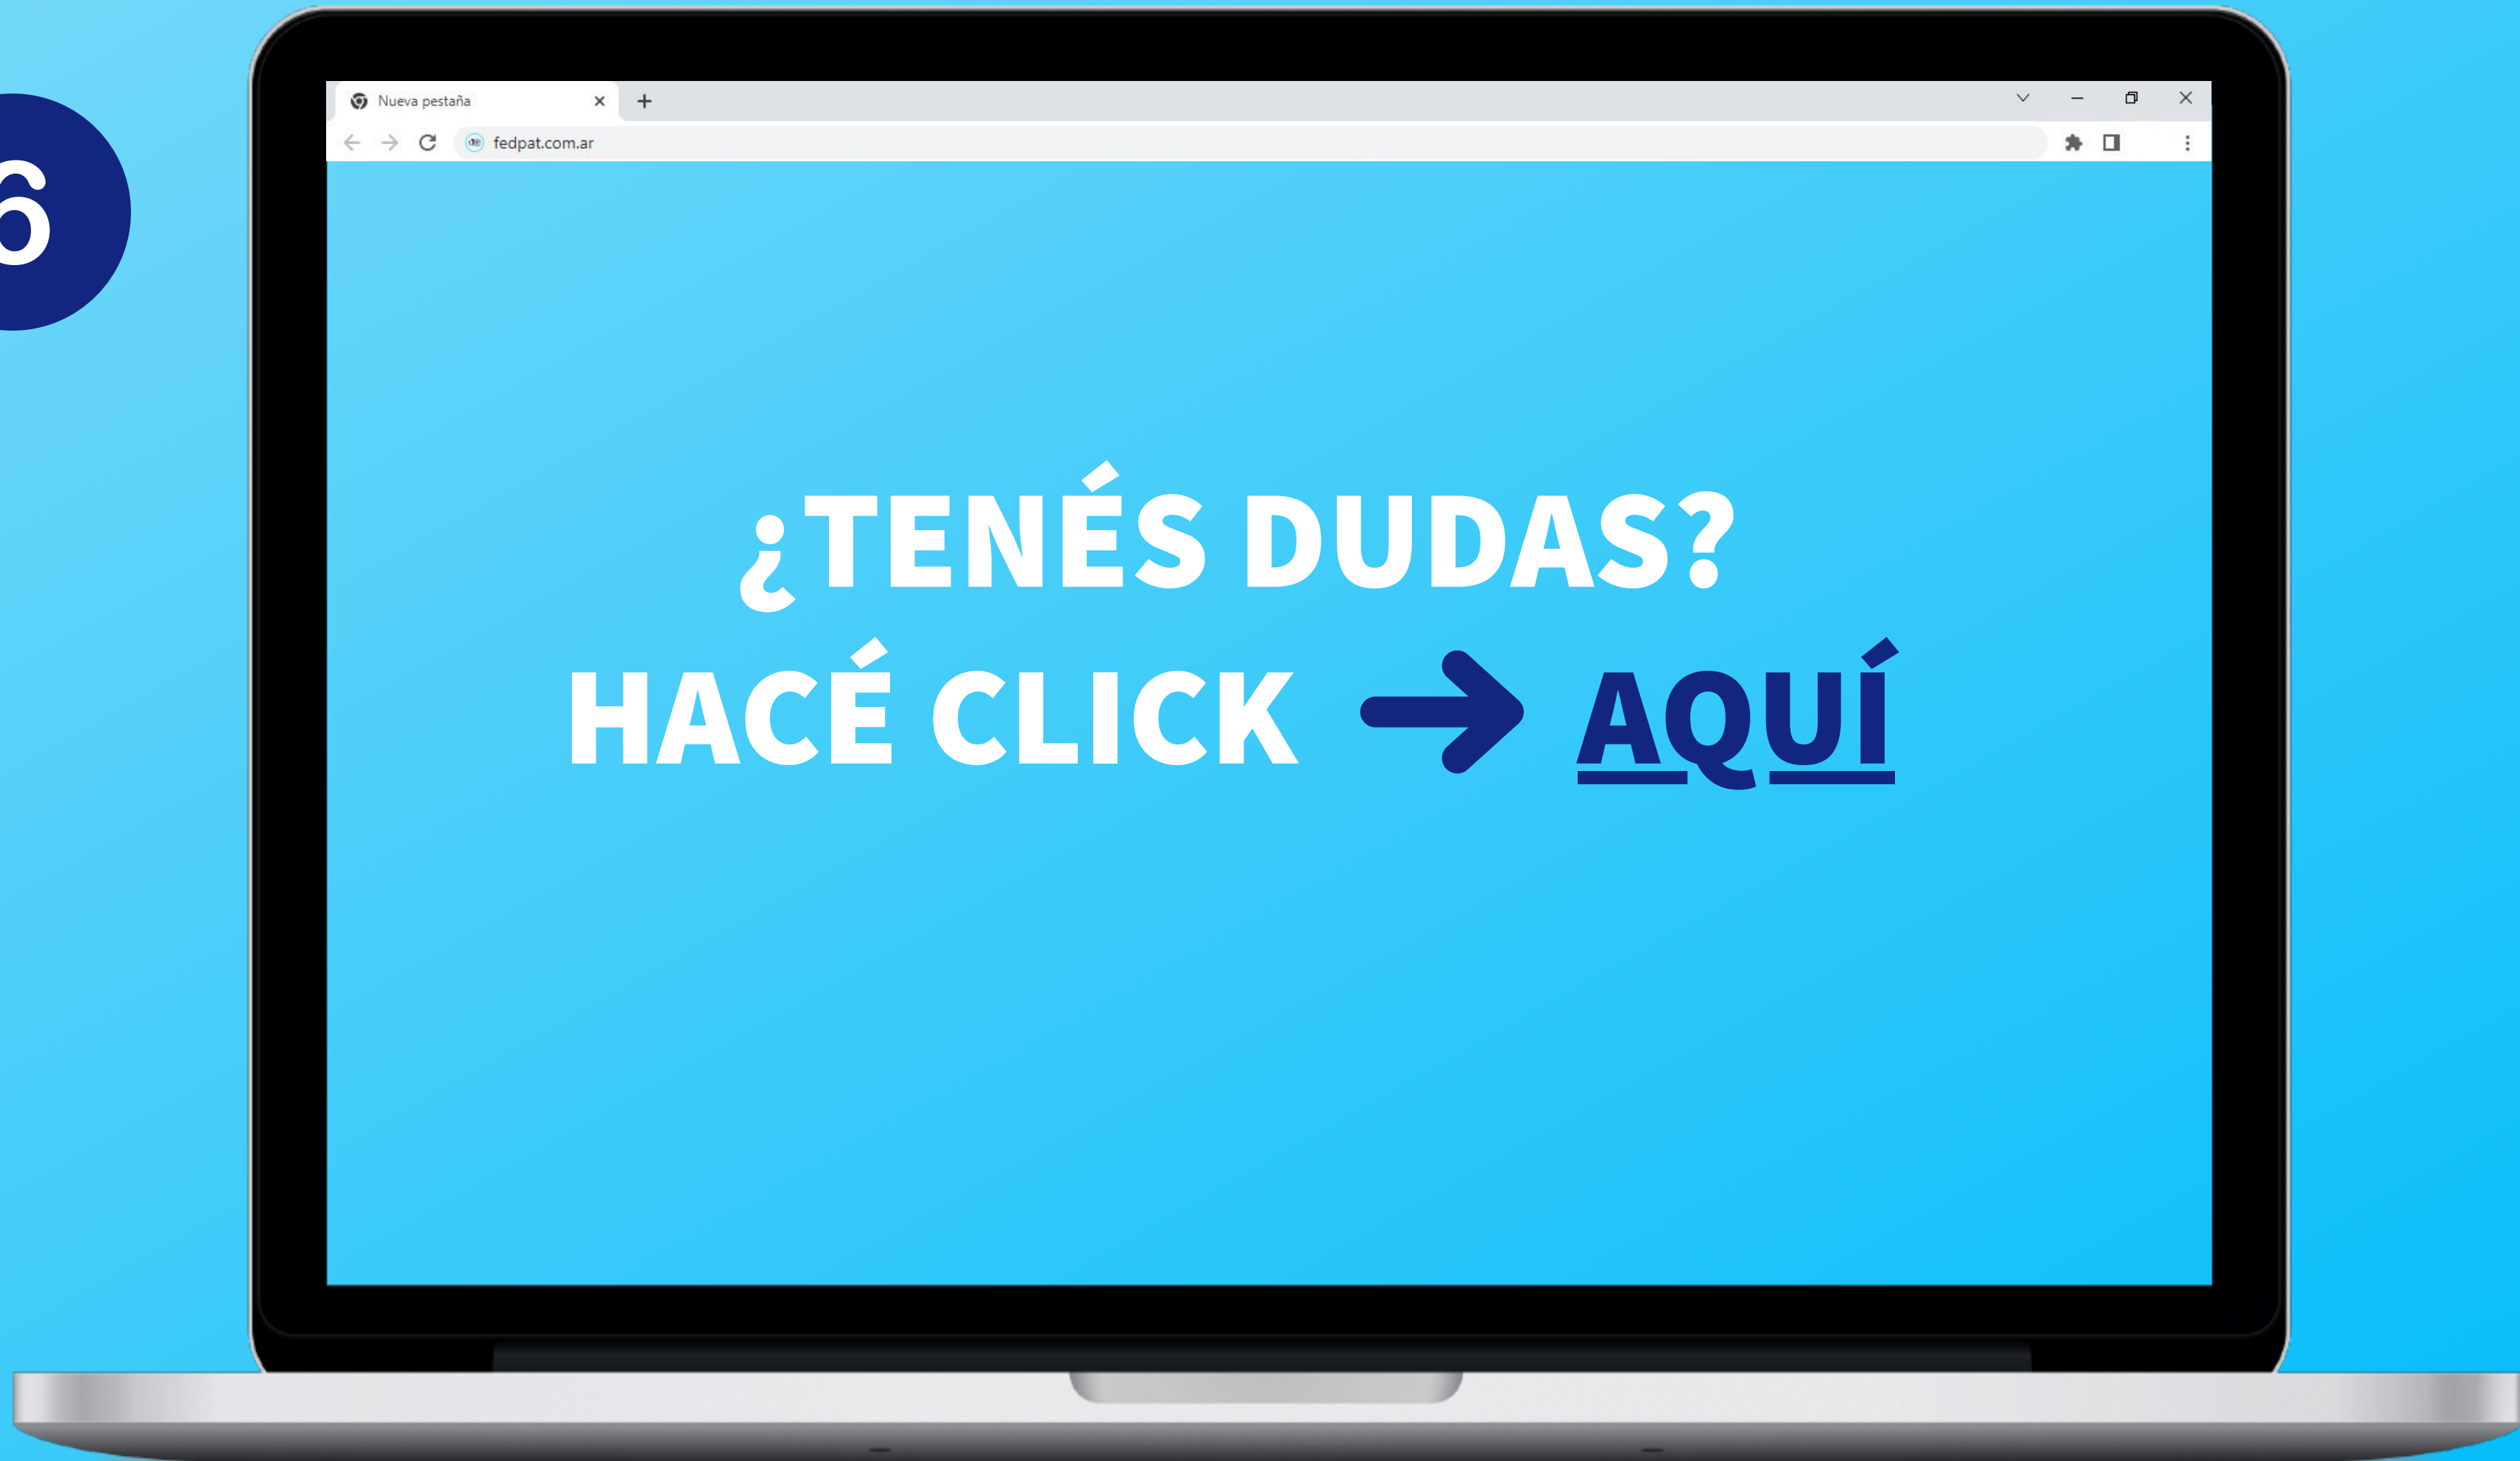 Nueva pestaña
fedpat.com.ar
6
¿TENÉS DUDAS?
HACÉ CLICK → AQUÍ